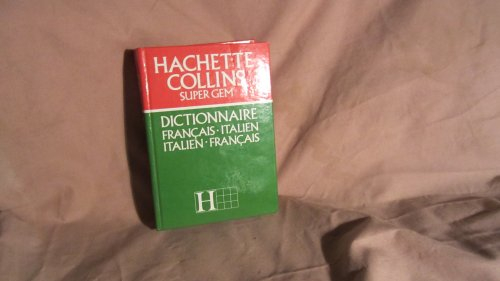 HACHETTE
COLLINS
SUPER GEM
DICTIONNAIRE
FRANÇAIS · ITALIEN
ITALIEN · FRANÇAIS
H